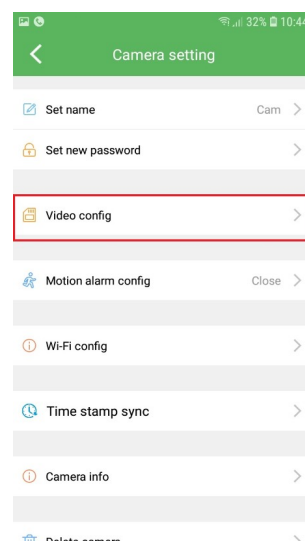 32% 10:44
Camera setting
Set name Cam
Set new password
Video config
Motion alarm config Close
Wi-Fi config
Time stamp sync
Camera info
Delete camera